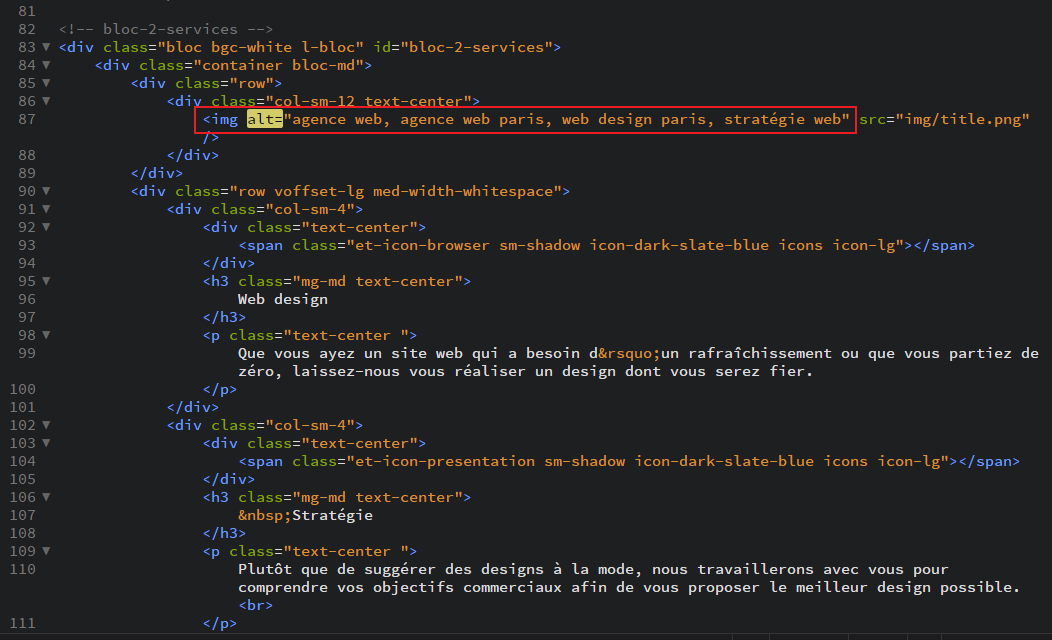 81
82 <!-- bloc-2-services -->
83 <div class="bloc bgc-white l-bloc" id="bloc-2-services">
84 <div class="container bloc-md">
85 <div class="row">
86 <div class="col-sm-12 text-center">
87 <img alt="agence web, agence web paris, web design paris, stratégie web" src="img/title.png"
/>
88 </div>
89 </div>
90 <div class="row voffset-lg med-width-whitespace">
91 <div class="col-sm-4">
92 <div class="text-center">
93 <span class="et-icon-browser sm-shadow icon-dark-slate-blue icons icon-lg"></span>
94 </div>
95 <h3 class="mg-md text-center">
96 Web design
97 </h3>
98 <p class="text-center ">
99 Que vous ayez un site web qui a besoin d&rsquo;un rafraîchissement ou que vous partiez de
zéro, laissez-nous vous réaliser un design dont vous serez fier.
100 </p>
101 </div>
102 <div class="col-sm-4">
103 <div class="text-center">
104 <span class="et-icon-presentation sm-shadow icon-dark-slate-blue icons icon-lg"></span>
105 </div>
106 <h3 class="mg-md text-center">
107 &nbsp;Stratégie
108 </h3>
109 <p class="text-center ">
110 Plutôt que de suggérer des designs à la mode, nous travaillerons avec vous pour
comprendre vos objectifs commerciaux afin de vous proposer le meilleur design possible.
<br>
111 </p>